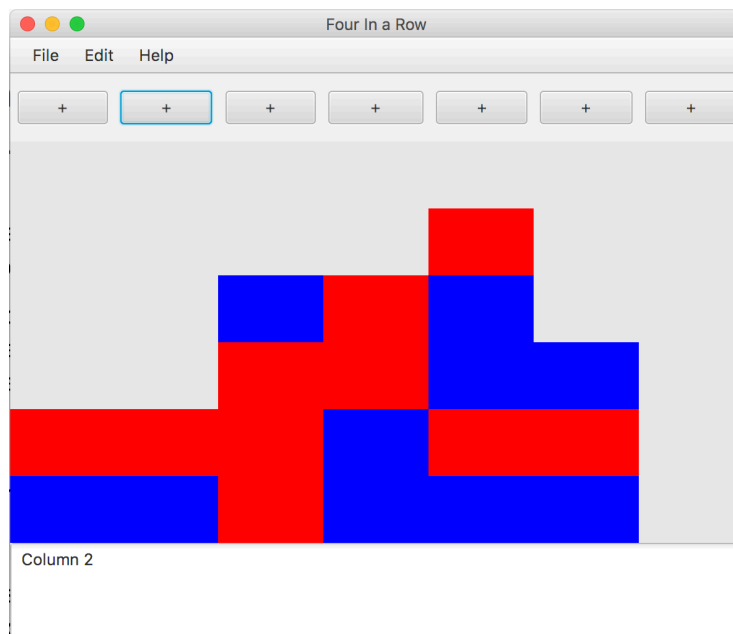 Four In a Row
File Edit Help
+ + + + + + +
Column 2